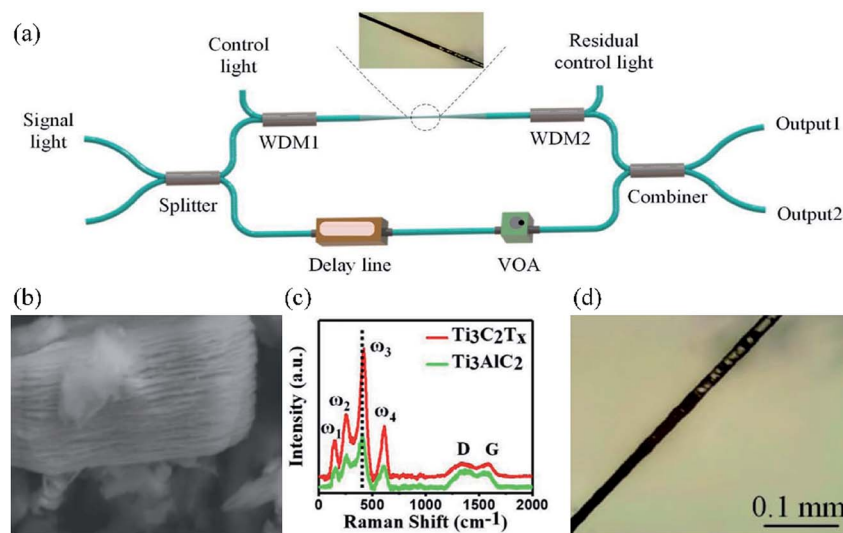 (a)
Control
light
Residual
control light
Signal
light
WDM1
WDM2
Output1
Splitter
Combiner
Output2
Delay line
VOA
(b)
(c)
(d)
Ti3C2Tx
Ti3AlC2
ω1
ω2
ω3
ω4
D G
Intensity (a.u.)
0 500 1000 1500 2000
Raman Shift (cm-1)
0.1 mm